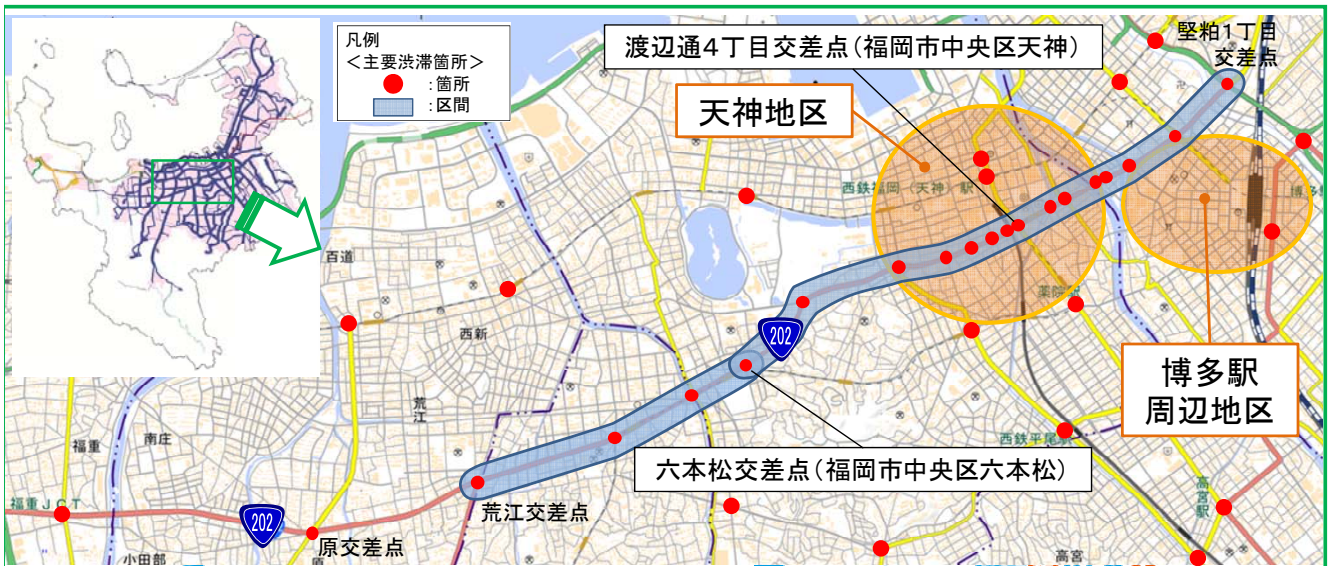 凡例
＜主要渋滞箇所＞
：箇所
：区間
渡辺通4丁目交差点(福岡市中央区天神)
堅粕1丁目
交差点
天神地区
西鉄福岡(天神)駅
博多駅
百道
西新
薬院駅
202
博多駅
周辺地区
荒江
南庄
福重
西鉄平尾駅
六本松交差点(福岡市中央区六本松)
荒江交差点
福重JCT
202
原交差点
原
小田部
高宮駅
高宮